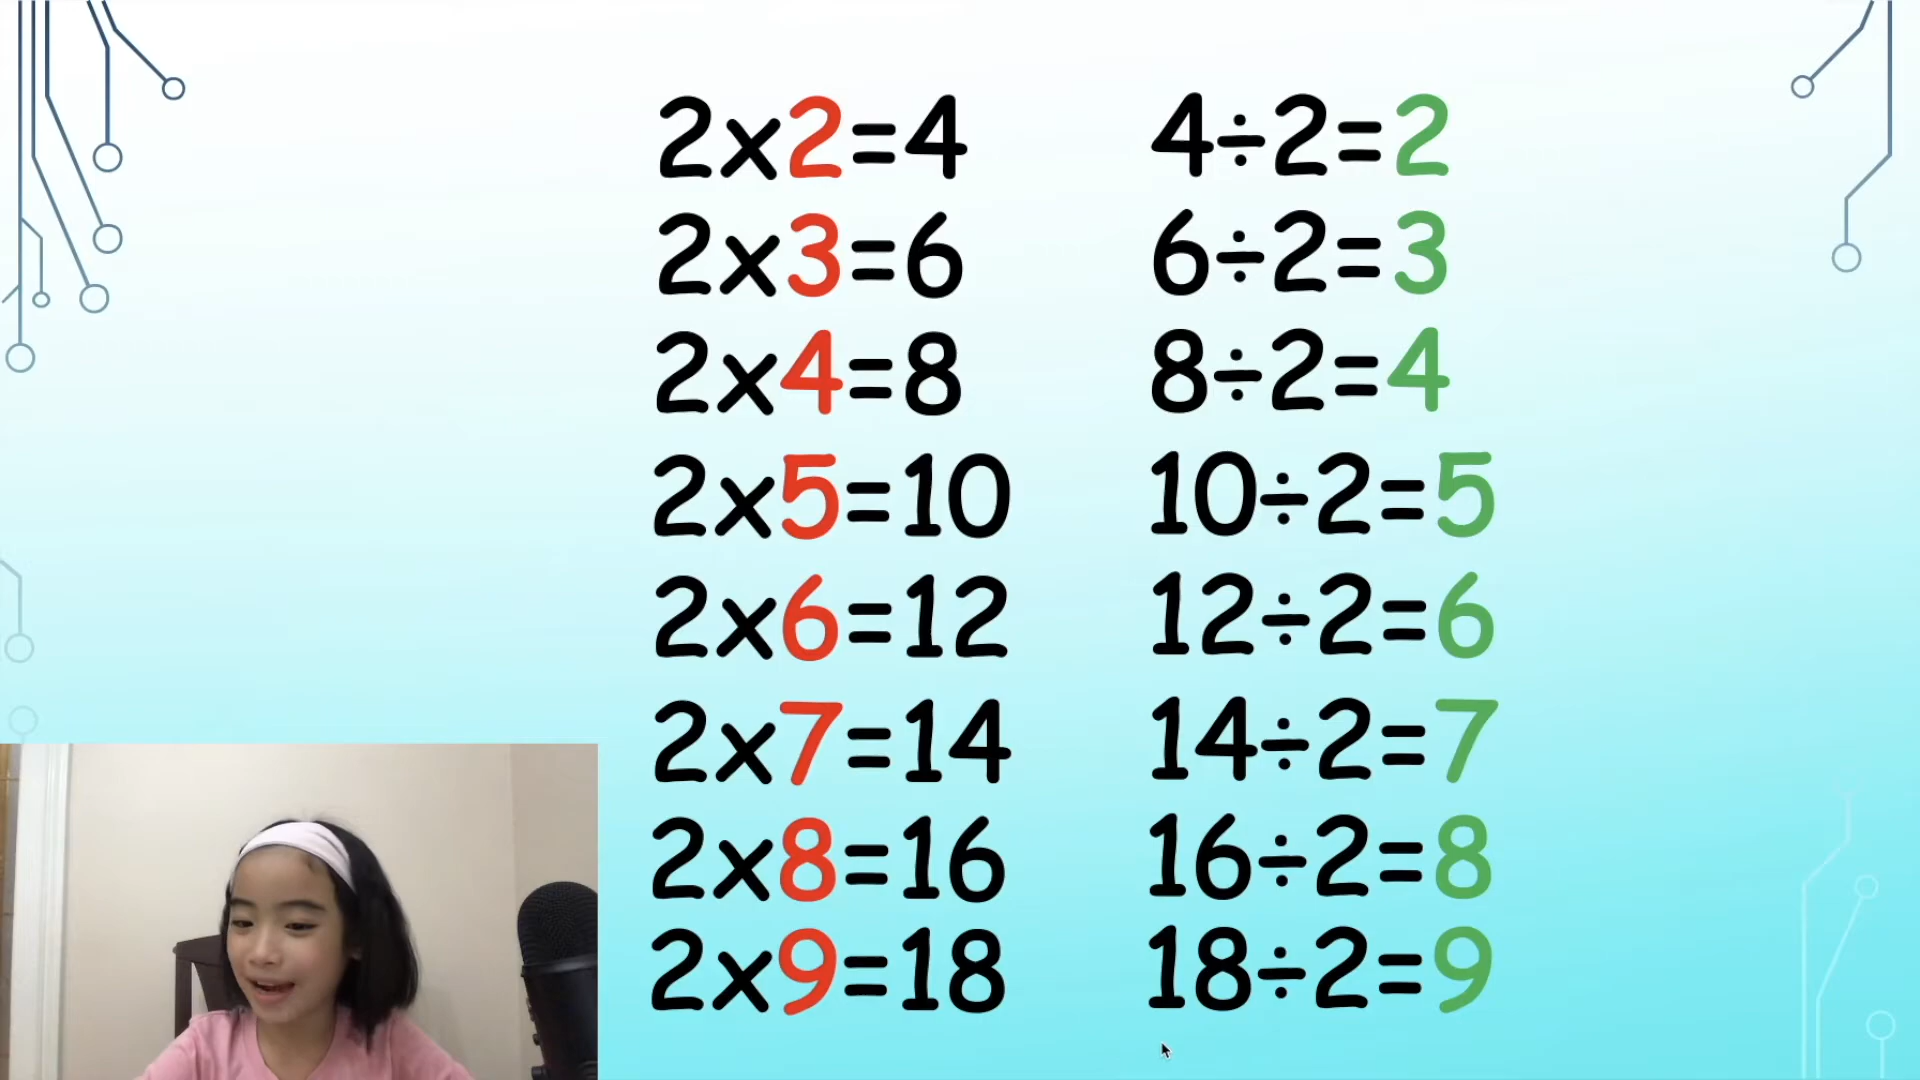 2x2=4 4÷2=2
2x3=6 6÷2=3
2x4=8 8÷2=4
2x5=10 10÷2=5
2x6=12 12÷2=6
2x7=14 14÷2=7
2x8=16 16÷2=8
2x9=18 18÷2=9